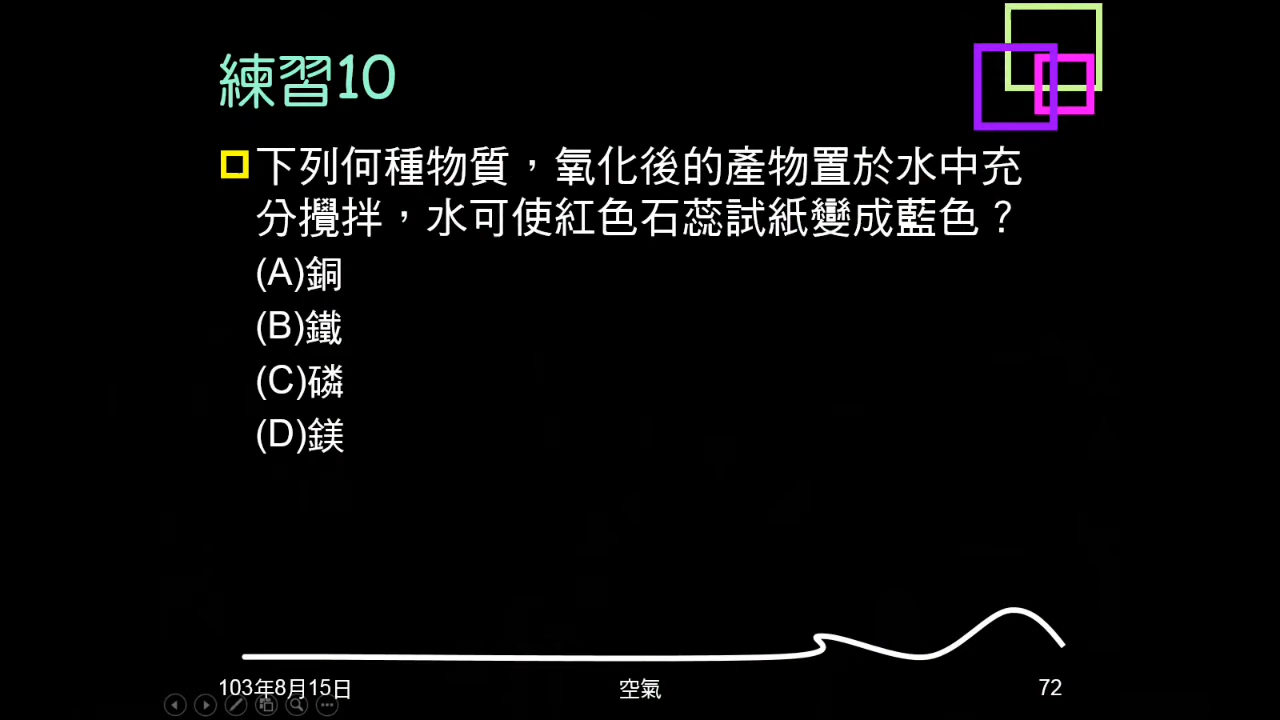 練習10
下列何種物質，氧化後的產物置於水中充
分攪拌，水可使紅色石蕊試紙變成藍色？
(A)銅
(B)鐵
(C)磷
(D)鎂
103年8月15日
空氣
72